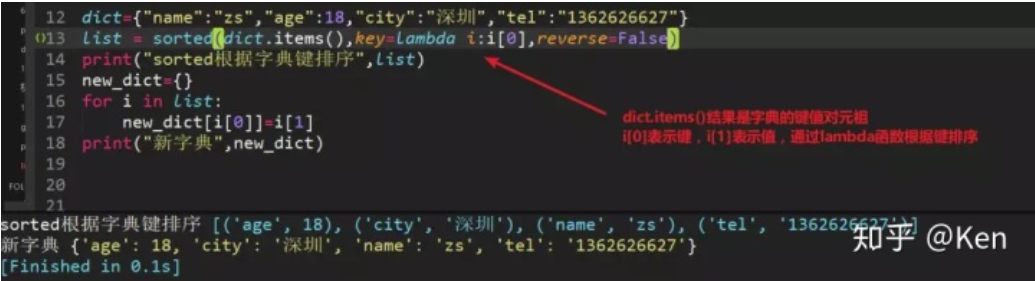 12 dict={"name":"zs","age":18,"city":"深圳","tel":"1362626627"}
13 list = sorted(dict.items(),key=lambda i:i[0],reverse=False)
14 print("sorted根据字典键排序",list)
15 new_dict={}
16 for i in list:
17     new_dict[i[0]]=i[1]
18 print("新字典",new_dict)
19
20
21
dict.items()结果是字典的键值对元祖
i[0]表示键，i[1]表示值，通过lambda函数根据键排序
FOL
sorted根据字典键排序 [('age', 18), ('city', '深圳'), ('name', 'zs'), ('tel', '1362626627')]
新字典 {'age': 18, 'city': '深圳', 'name': 'zs', 'tel': '1362626627'}
[Finished in 0.1s]
知乎 @Ken